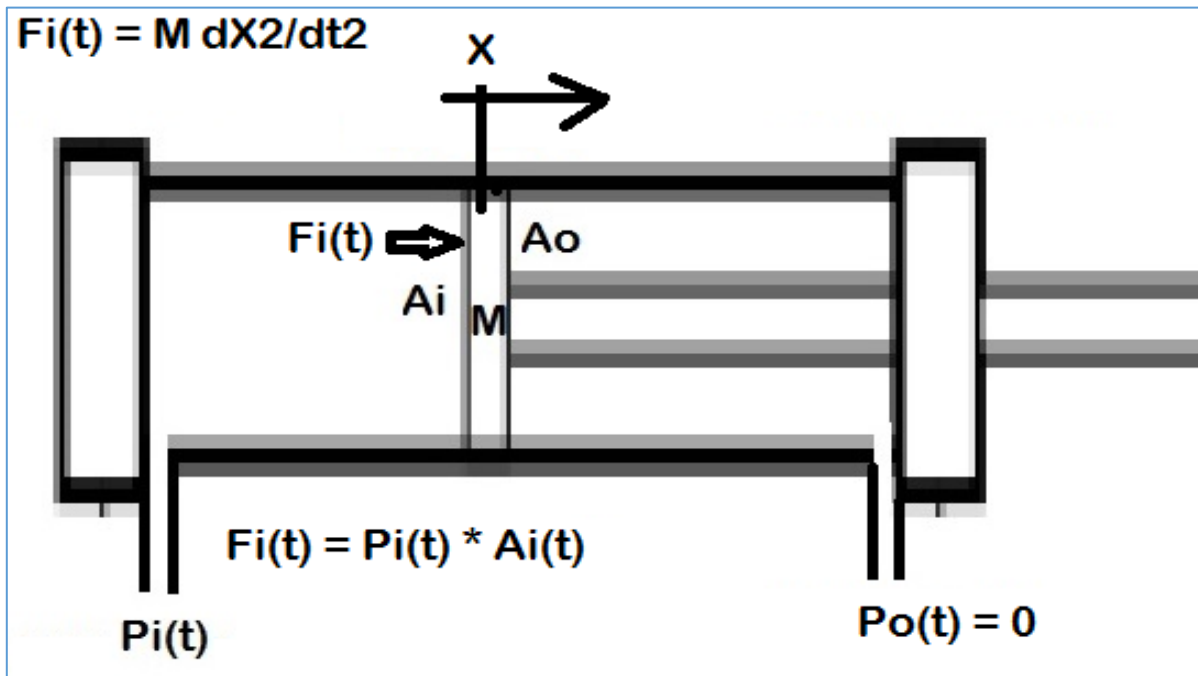 Fi(t) = M dX2/dt2
X
Fi(t)
Ao
Ai
M
Fi(t) = Pi(t) * Ai(t)
Pi(t)
Po(t) = 0